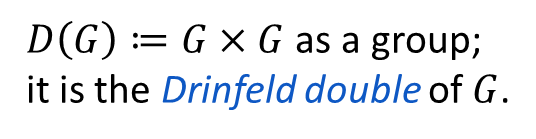 D(G) ≔ G × G as a group;
it is the Drinfeld double of G.